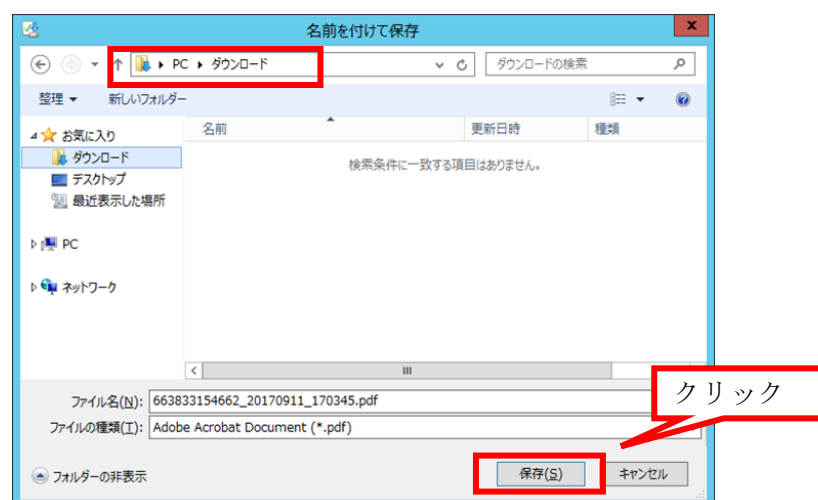 名前を付けて保存
x
PC ▸ ダウンロード
ダウンロードの検索
整理 ▼ 新しいフォルダー
名前 更新日時 種類
お気に入り
ダウンロード
デスクトップ
最近表示した場所
PC
ネットワーク
検索条件に一致する項目はありません。
ファイル名(N): 663833154662_20170911_170345.pdf
ファイルの種類(T): Adobe Acrobat Document (*.pdf)
クリック
フォルダーの非表示
保存(S) キャンセル